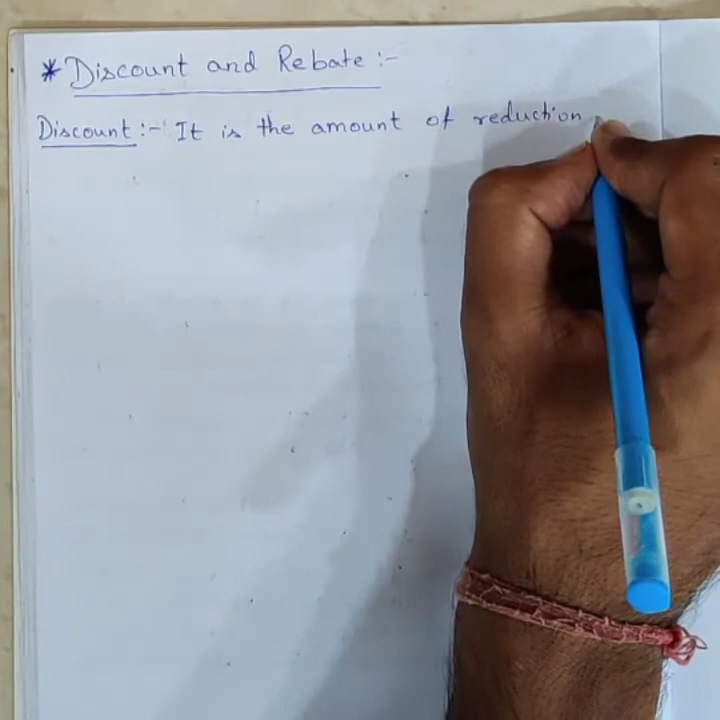 * Discount and Rebate :-
Discount :- It is the amount of reduction